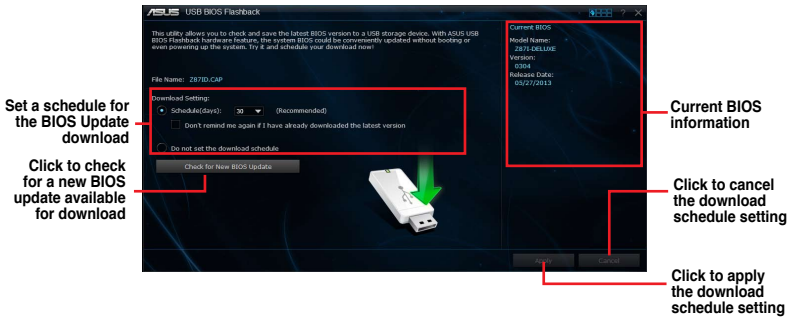 ASUS USB BIOS Flashback
?
This utility allows you to check and save the latest BIOS version to a USB storage device. With ASUS USB
BIOS Flashback hardware feature, the system BIOS could be conveniently updated without booting or
even powering up the system. Try it and schedule your download now!
File Name: Z87ID.CAP
Download Setting:
Schedule(days): 30 (Recommended)
Don't remind me again if I have already downloaded the latest version
Do not set the download schedule
Check for New BIOS Update
Current BIOS
Model Name:
Z87I-DELUXE
Version:
0304
Release Date:
05/27/2013
Apply
Cancel
Set a schedule for
the BIOS Update
download
Click to check
for a new BIOS
update available
for download
Current BIOS
information
Click to cancel
the download
schedule setting
Click to apply
the download
schedule setting